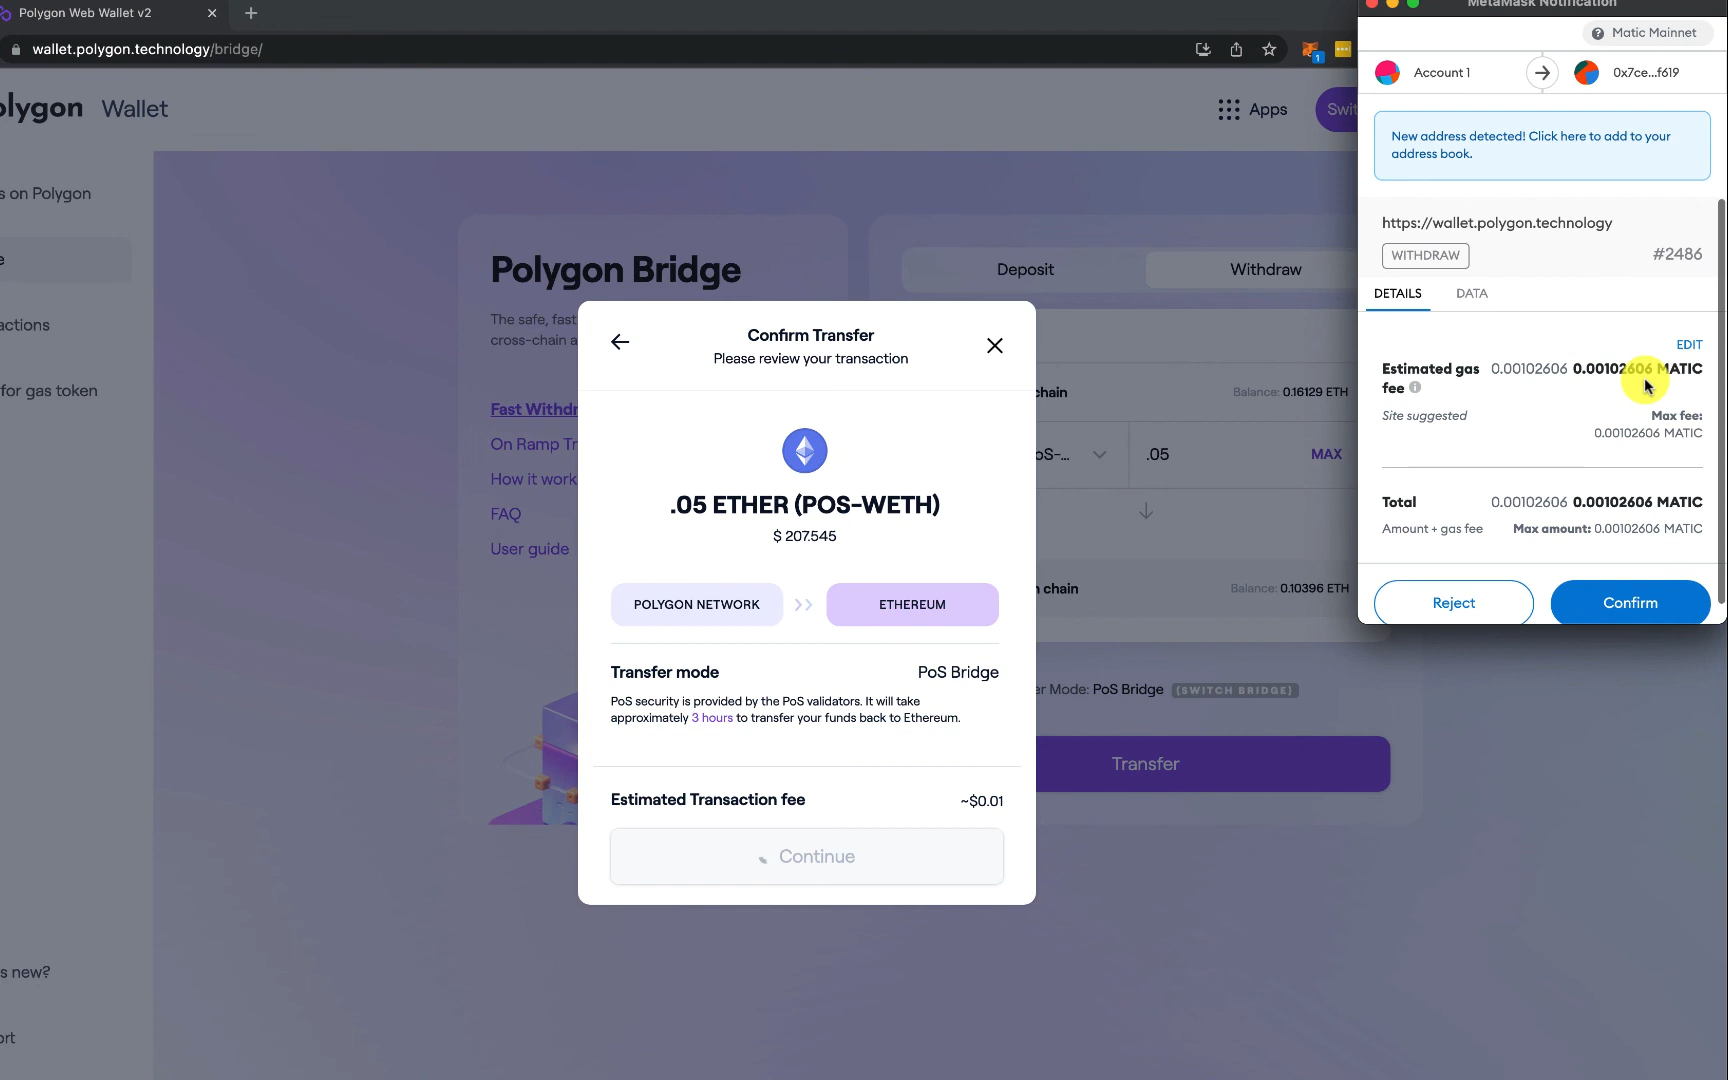 Polygon Web Wallet v2
wallet.polygon.technology/bridge/
olygon Wallet
Apps
Swit
s on Polygon
e
actions
for gas token
s new?
ort
Polygon Bridge
The safe, fast
cross-chain a
Fast Withdr
On Ramp Tr
How it work
FAQ
User guide
Deposit
Withdraw
chain
Balance: 0.16129 ETH
oS-...
.05
MAX
n chain
Balance: 0.10396 ETH
er Mode: PoS Bridge (SWITCH BRIDGE)
Transfer
Confirm Transfer
Please review your transaction
.05 ETHER (POS-WETH)
$ 207.545
POLYGON NETWORK
ETHEREUM
Transfer mode
PoS Bridge
PoS security is provided by the PoS validators. It will take
approximately 3 hours to transfer your funds back to Ethereum.
Estimated Transaction fee
~$0.01
Continue
MetaMask Notification
Matic Mainnet
Account 1
0x7ce...f619
New address detected! Click here to add to your
address book.
https://wallet.polygon.technology
WITHDRAW
#2486
DETAILS
DATA
EDIT
Estimated gas 0.00102606 0.00102606 MATIC
fee
Site suggested
Max fee:
0.00102606 MATIC
Total 0.00102606 0.00102606 MATIC
Amount + gas fee Max amount: 0.00102606 MATIC
Reject
Confirm
1